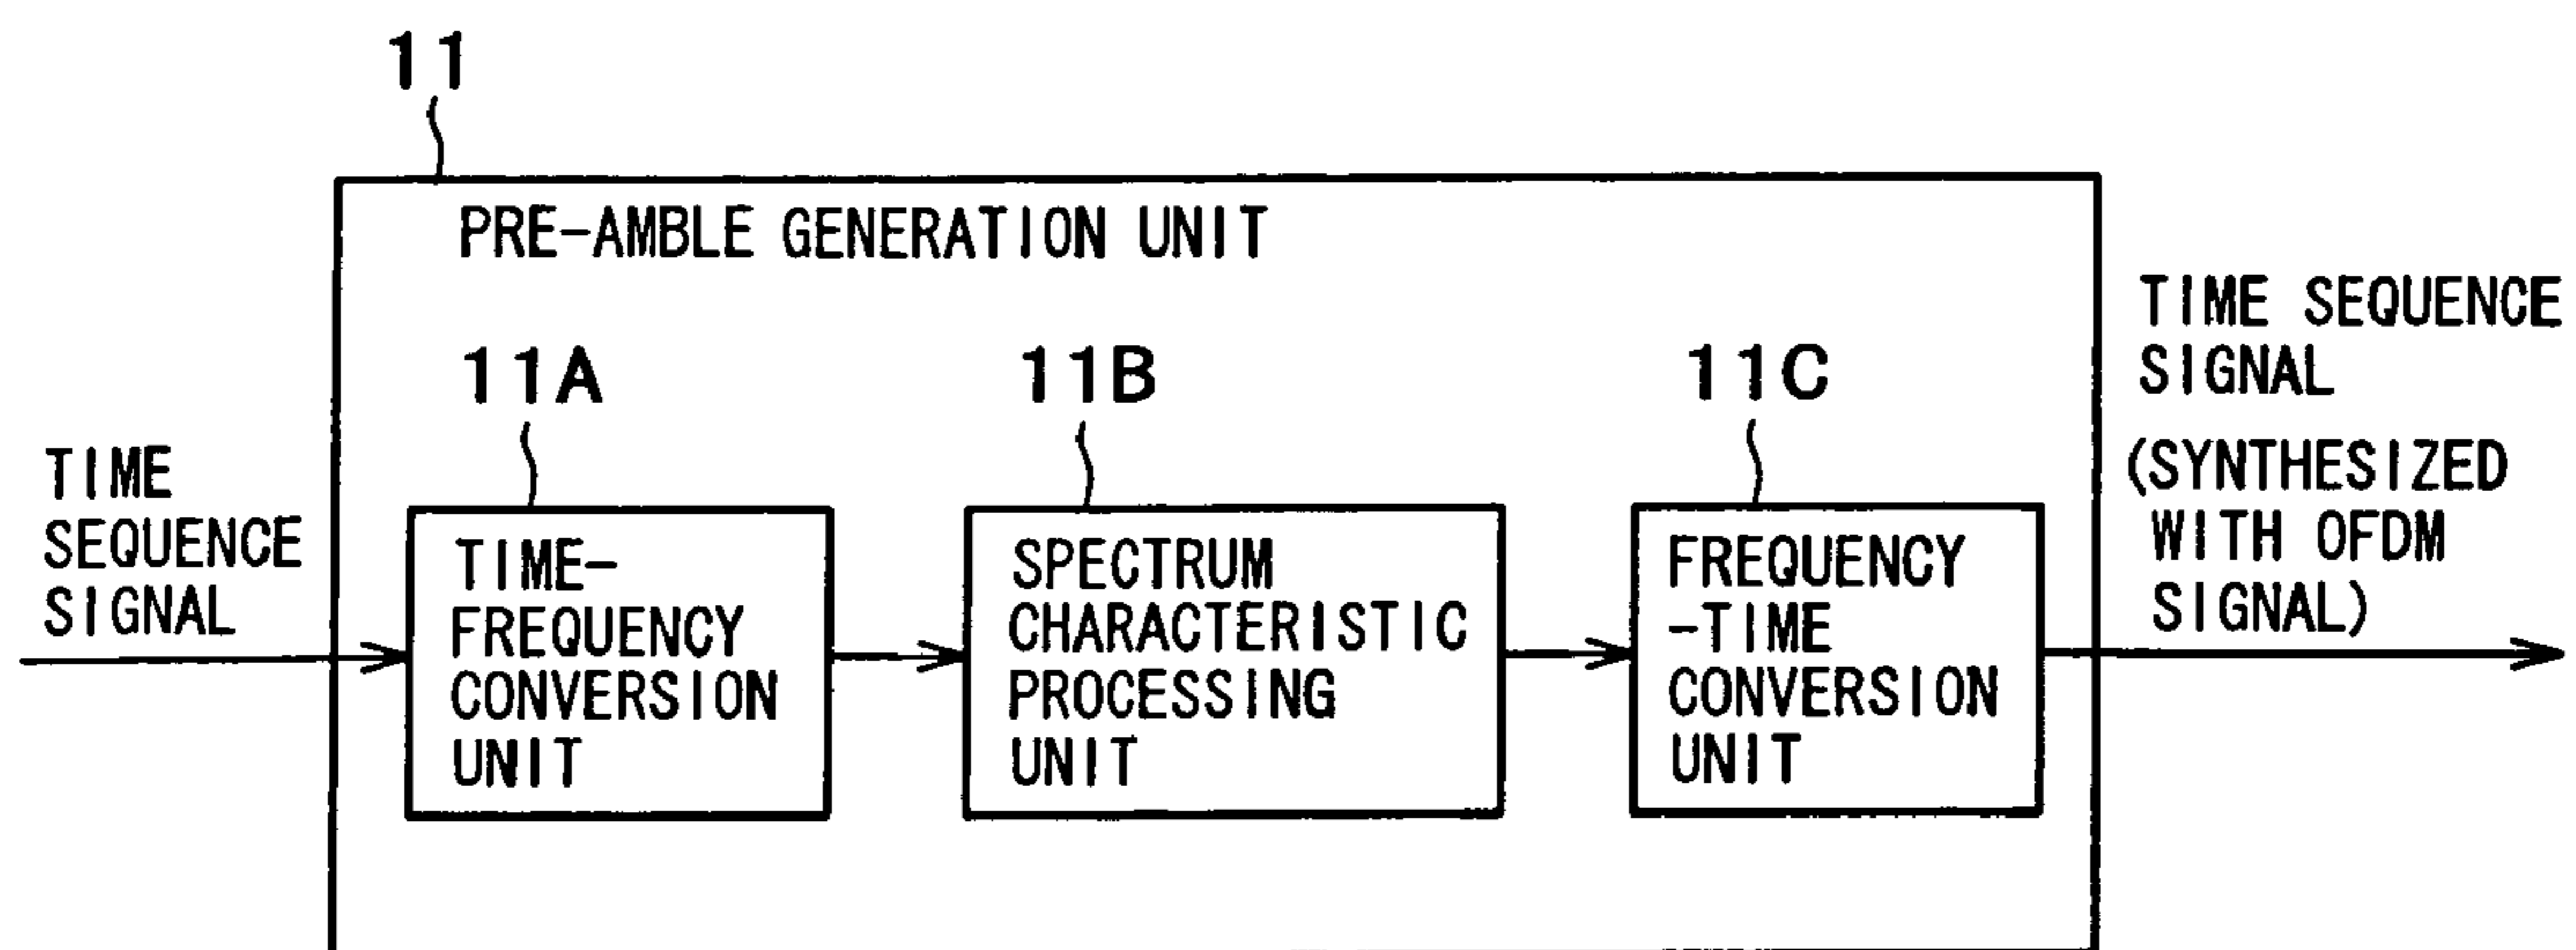 11
PRE-AMBLE GENERATION UNIT
TIME SEQUENCE
SIGNAL
(SYNTHESIZED
WITH OFDM
SIGNAL)
11A
11B
11C
TIME
SEQUENCE
SIGNAL
TIME-
FREQUENCY
CONVERSION
UNIT
SPECTRUM
CHARACTERISTIC
PROCESSING
UNIT
FREQUENCY
-TIME
CONVERSION
UNIT